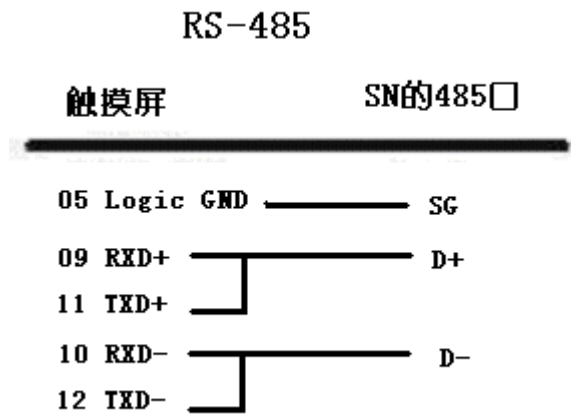 RS-485
触摸屏 SN的485口
05 Logic GND SG
09 RXD+ D+
11 TXD+
10 RXD- D-
12 TXD-